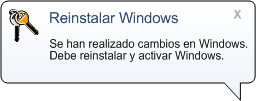 Reinstalar Windows
X
Se han realizado cambios en Windows.
Debe reinstalar y activar Windows.